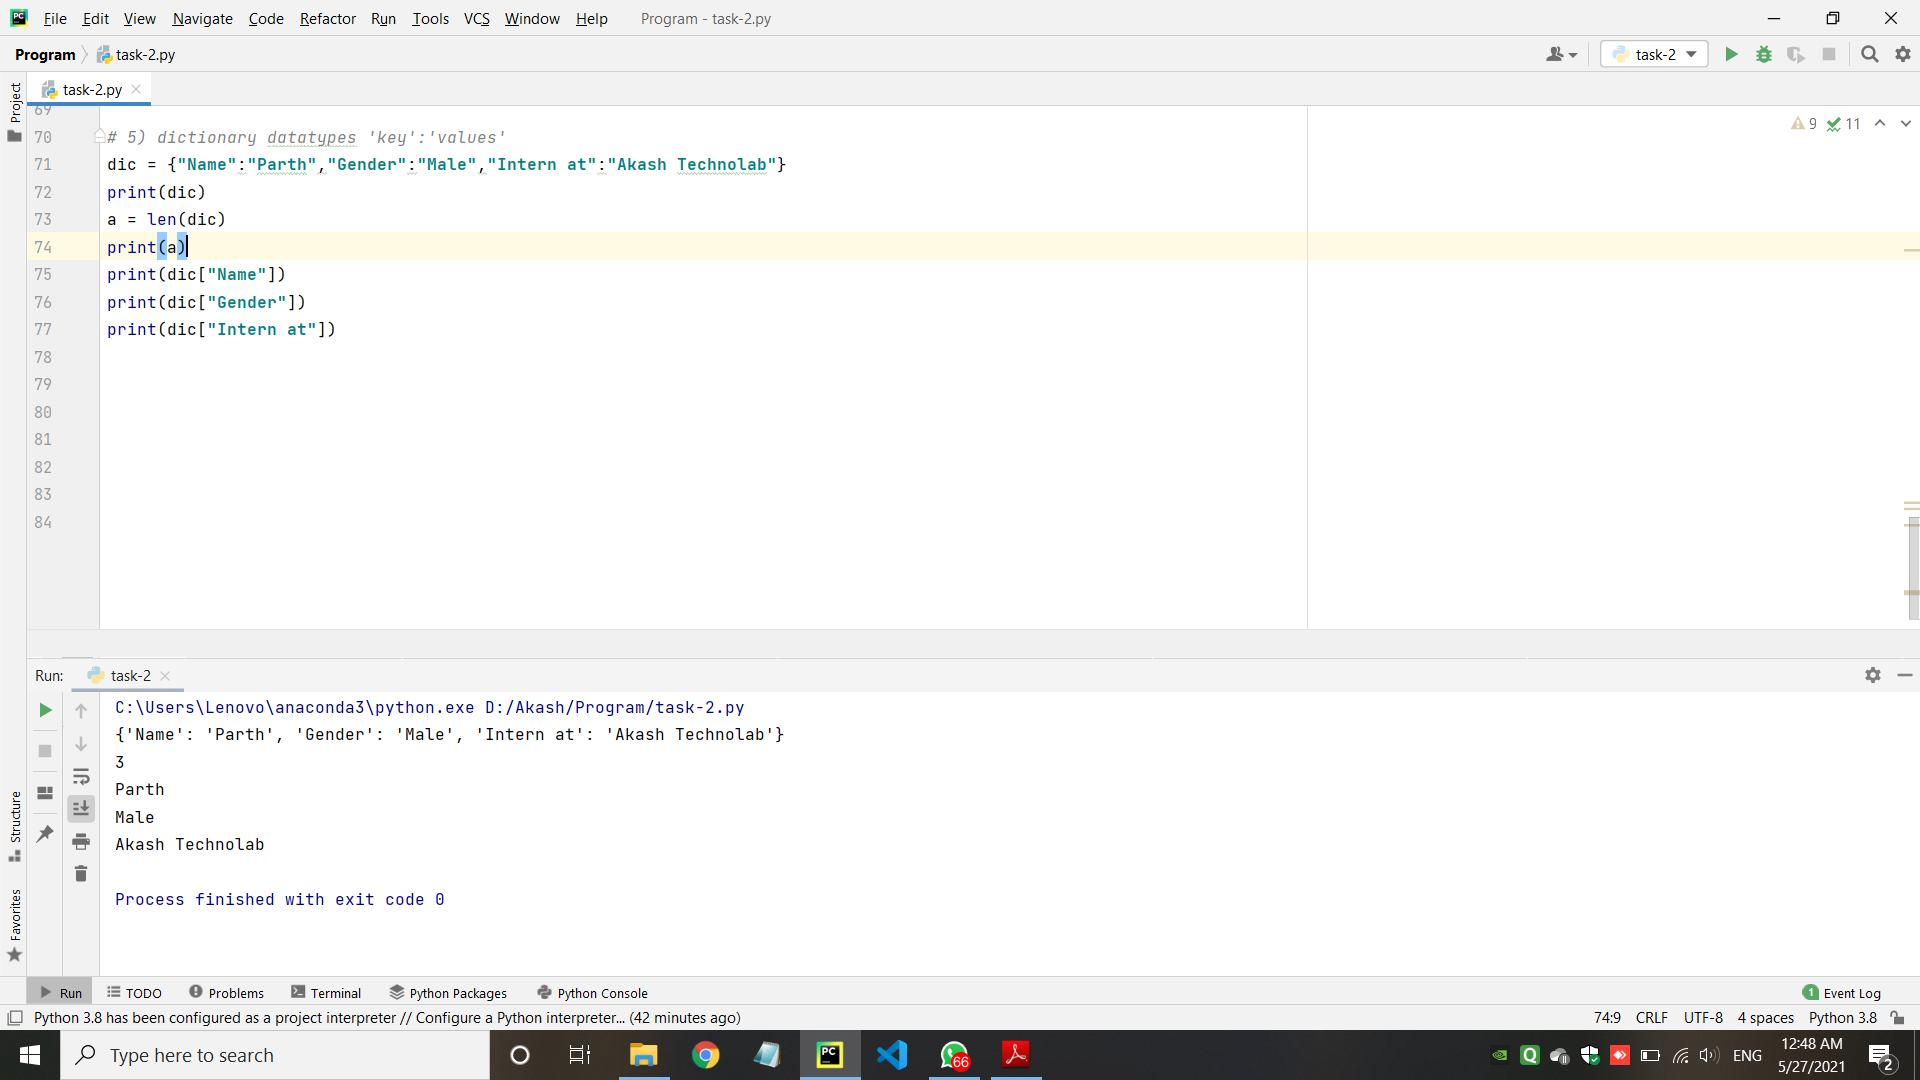 PC File Edit View Navigate Code Refactor Run Tools VCS Window Help Program - task-2.py
Program task-2.py task-2
Project
task-2.py
69
9 11
70 # 5) dictionary datatypes 'key':'values'
71 dic = {"Name":"Parth","Gender":"Male","Intern at":"Akash Technolab"}
72 print(dic)
73 a = len(dic)
74 print(a)
75 print(dic["Name"])
76 print(dic["Gender"])
77 print(dic["Intern at"])
78
79
80
81
82
83
84
Run: task-2
C:\Users\Lenovo\anaconda3\python.exe D:/Akash/Program/task-2.py
{'Name': 'Parth', 'Gender': 'Male', 'Intern at': 'Akash Technolab'}
3
Parth
Male
Akash Technolab
Process finished with exit code 0
Structure
Favorites
Run TODO Problems Terminal Python Packages Python Console 1 Event Log
Python 3.8 has been configured as a project interpreter // Configure a Python interpreter... (42 minutes ago) 74:9 CRLF UTF-8 4 spaces Python 3.8
Type here to search PC 66 Q ENG 12:48 AM
5/27/2021 2